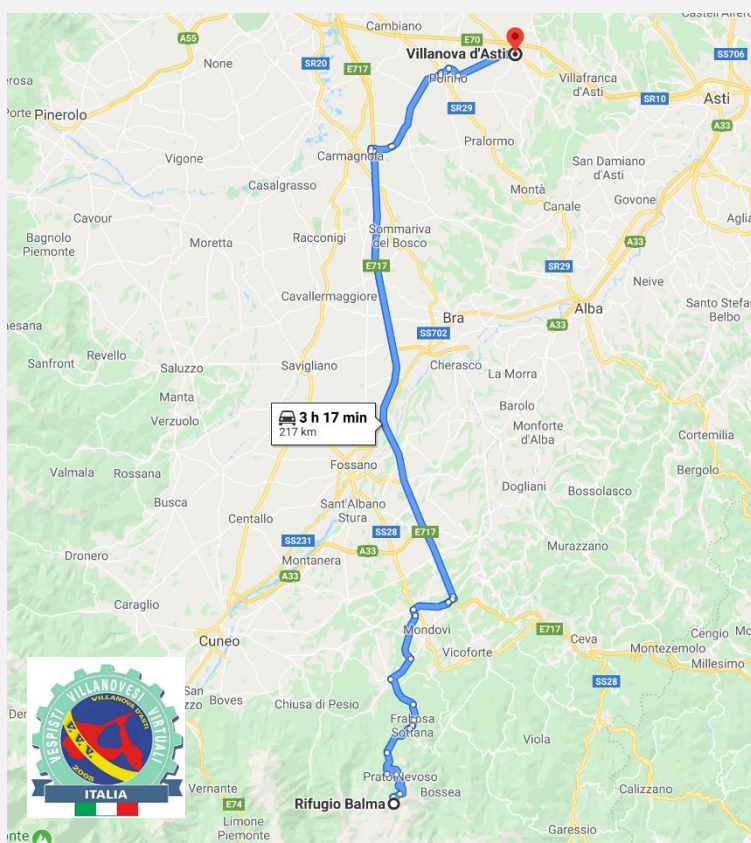 Castell'Alfero
Cambiano
A55
E70
SS706
None
SR20
E717
Villanova d'Asti
Poirino
Villafranca
d'Asti
Asti
Porte
Pinerolo
SR29
SR10
A33
Vigone
Carmagnola
Pralormo
San Damiano
d'Asti
Casalgrasso
Montà
Govone
Cavour
Canale
Bagnolo
Piemonte
Moretta
Racconigi
Sommariva
del Bosco
A33
E717
SR29
Neive
Cavallermaggiore
Bra
Alba
Santo Stefa
Belbo
SS702
A33
Sanfront
Revello
Saluzzo
Savigliano
Cherasco
La Morra
Manta
Barolo
Verzuolo
3 h 17 min
217 km
Monforte
d'Alba
Cortemilia
Valmala
Rossana
Fossano
Bergolo
Busca
Sant'Albano
Stura
Dogliani
Bossolasco
Centallo
SS28
E717
Dronero
SS231
A33
Murazzano
Montanera
A33
Caraglio
Cuneo
Mondovì
E717
Cengio
Ceva
Montezemolo
Vicoforte
Millesimo
SS28
San
Boves
Chiusa di Pesio
Frabosa
Sottana
Viola
VESPISTI VILLANOVESI VIRTUALI
VILLANOVA D'ASTI
V.V.V.
2008
ITALIA
Vernante
Prato Nevoso
Bossea
Calizzano
Rifugio Balma
E74
Limone
Piemonte
Garessio